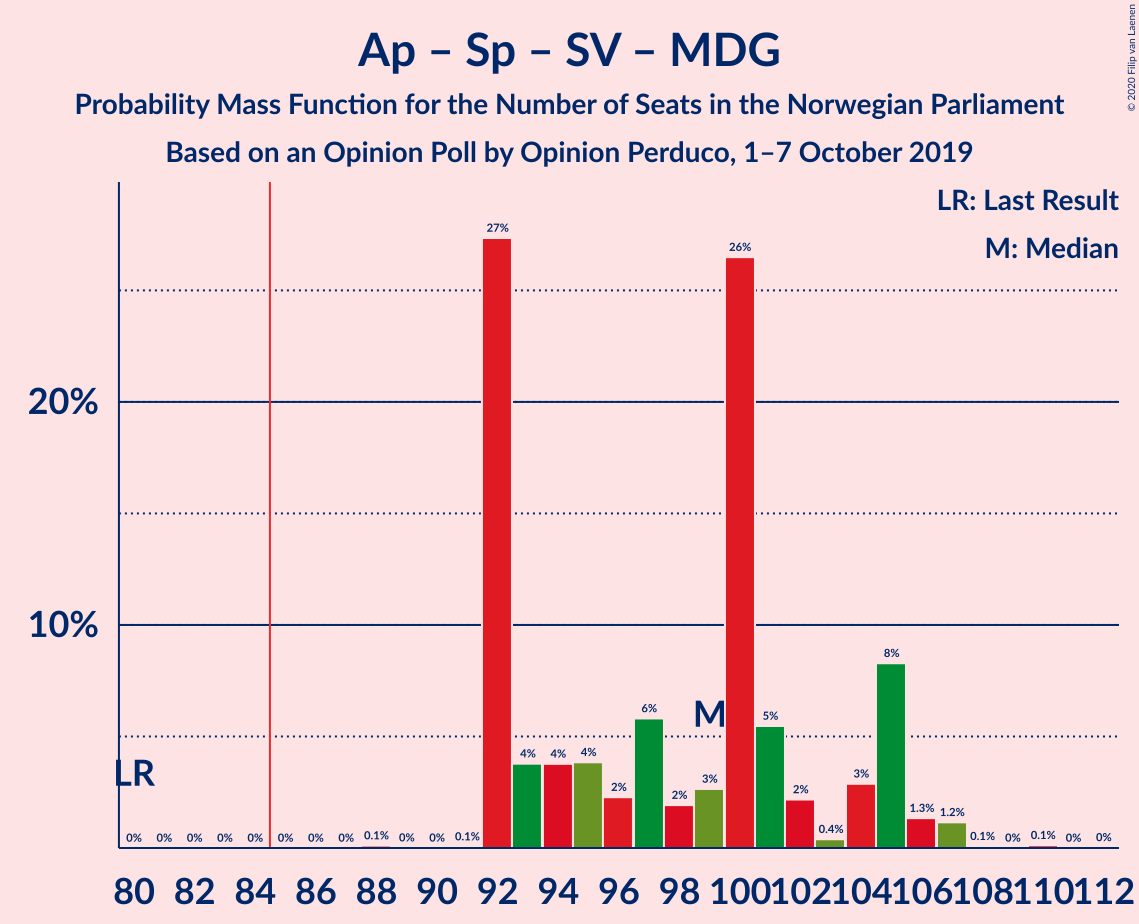 Ap – Sp – SV – MDG
Probability Mass Function for the Number of Seats in the Norwegian Parliament
Based on an Opinion Poll by Opinion Perduco, 1–7 October 2019
© 2020 Filip van Laenen
LR: Last Result
M: Median
27%
26%
20%
10%
8%
6%
M
5%
4% 4% 4%
3%
3%
2%
2%
2%
1.3%
1.2%
0.4%
LR
0% 0% 0% 0% 0% 0% 0% 0% 0.1% 0% 0% 0.1% 0.1% 0% 0.1% 0% 0%
80 82 84 86 88 90 92 94 96 98 100 102 104 106 108 110 112